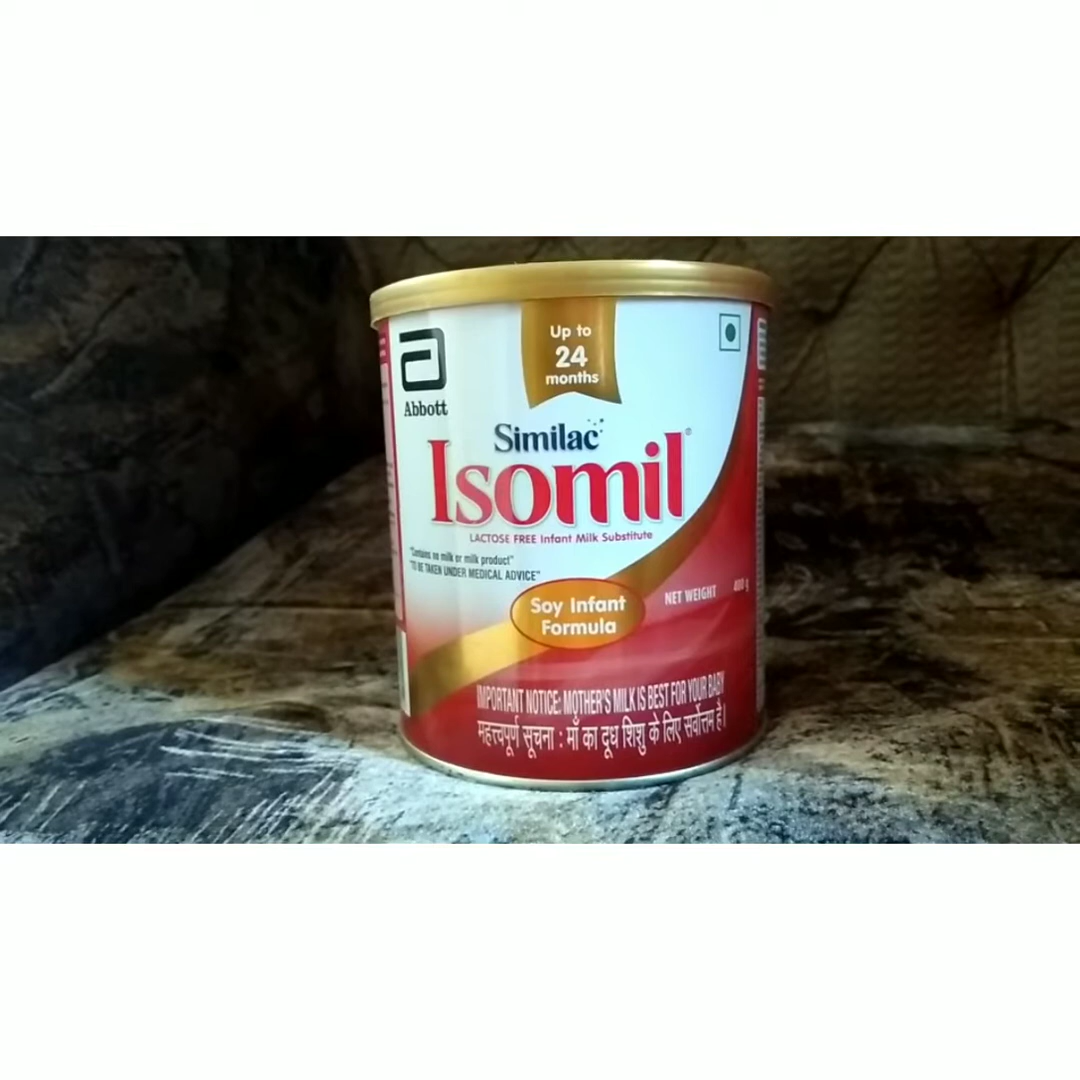 Up to
24
months
Abbott
Similac
Isomil®
LACTOSE FREE Infant Milk Substitute
"Contains no milk or milk product"
"TO BE TAKEN UNDER MEDICAL ADVICE"
Soy Infant
Formula
NET WEIGHT 400 g
IMPORTANT NOTICE: MOTHER'S MILK IS BEST FOR YOUR BABY
महत्त्वपूर्ण सूचना : माँ का दूध शिशु के लिए सर्वोत्तम है।